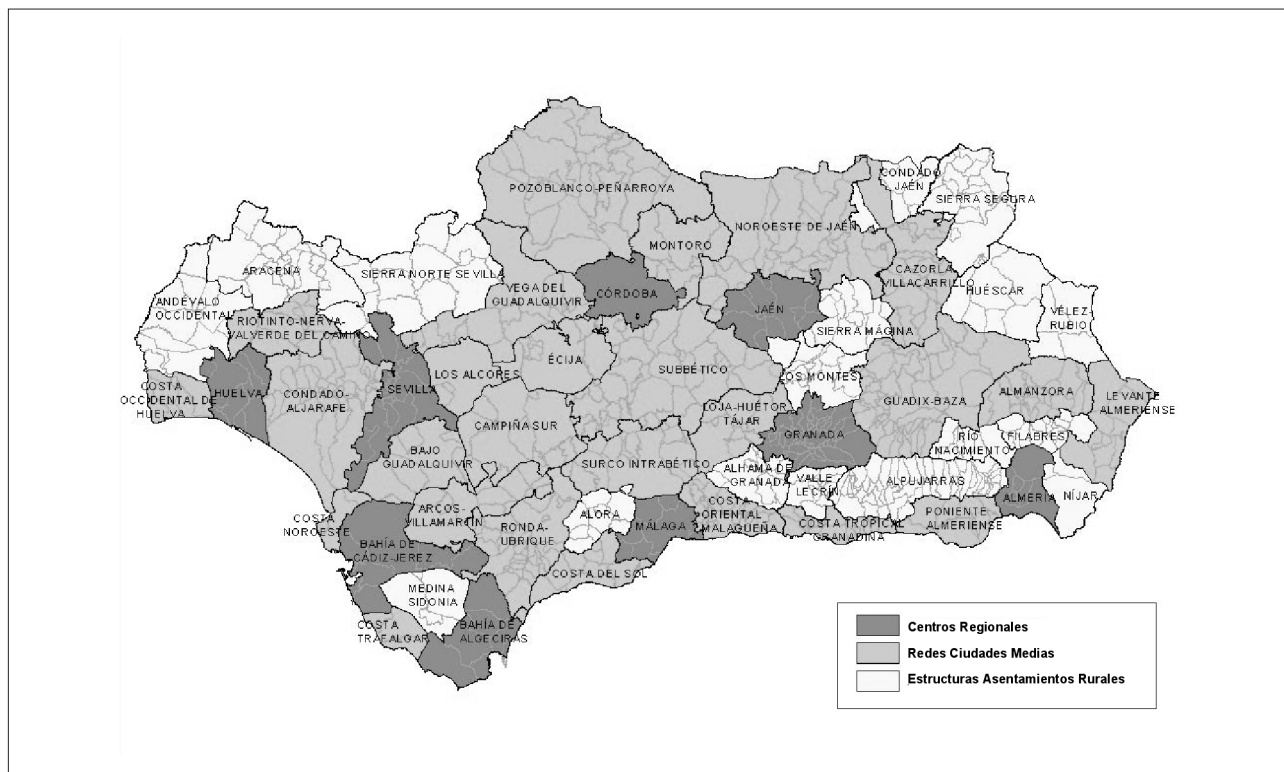 POZOBLANCO-PEÑARROYA
CONDADO
JAÉN
SIERRA SEGURA
NOROESTE DE JAÉN
MONTORO
ARACENA
SIERRA NORTE SEVILLA
CAZORLA
VILLACARRILLO
HUÉSCAR
VEGA DEL
GUADALQUIVIR
CÓRDOBA
ANDÉVALO
OCCIDENTAL
JAÉN
VÉLEZ-
RUBIO
RIOTINTO-NERVA-
VALVERDE DEL CAMINO
SIERRA MÁGINA
ÉCIJA
SUBBÉTICO
LOS ALCORES
LOS MONTES
COSTA
OCCIDENTAL DE
HUELVA
HUELVA
CONDADO-
ALJARAFE
SEVILLA
ALMANZORA
LEVANTE
ALMERIENSE
GUADIX-BAZA
LOJA-HUÉTOR
TÁJAR
CAMPIÑA SUR
GRANADA
RÍO
NACIMIENTO
(FILABRES)
BAJO
GUADALQUIVIR
SURCO INTRABÉTICO
ALHAMA DE
GRANADA
VALLE
LECRÍN
ALPUJARRAS
ALMERÍA
NÍJAR
ARCOS-
VILLAMARTÍN
COSTA
ORIENTAL
MALAGUEÑA
ALORA
MÁLAGA
COSTA
NOROESTE
RONDA-
UBRIQUE
COSTA TROPICAL
GRANADINA
PONIENTE
ALMERIENSE
BAHÍA DE
CÁDIZ-JEREZ
COSTA DEL SOL
MEDINA
SIDONIA
COSTA
TRAFALGAR
BAHÍA DE
ALGECIRAS
Centros Regionales
Redes Ciudades Medias
Estructuras Asentamientos Rurales